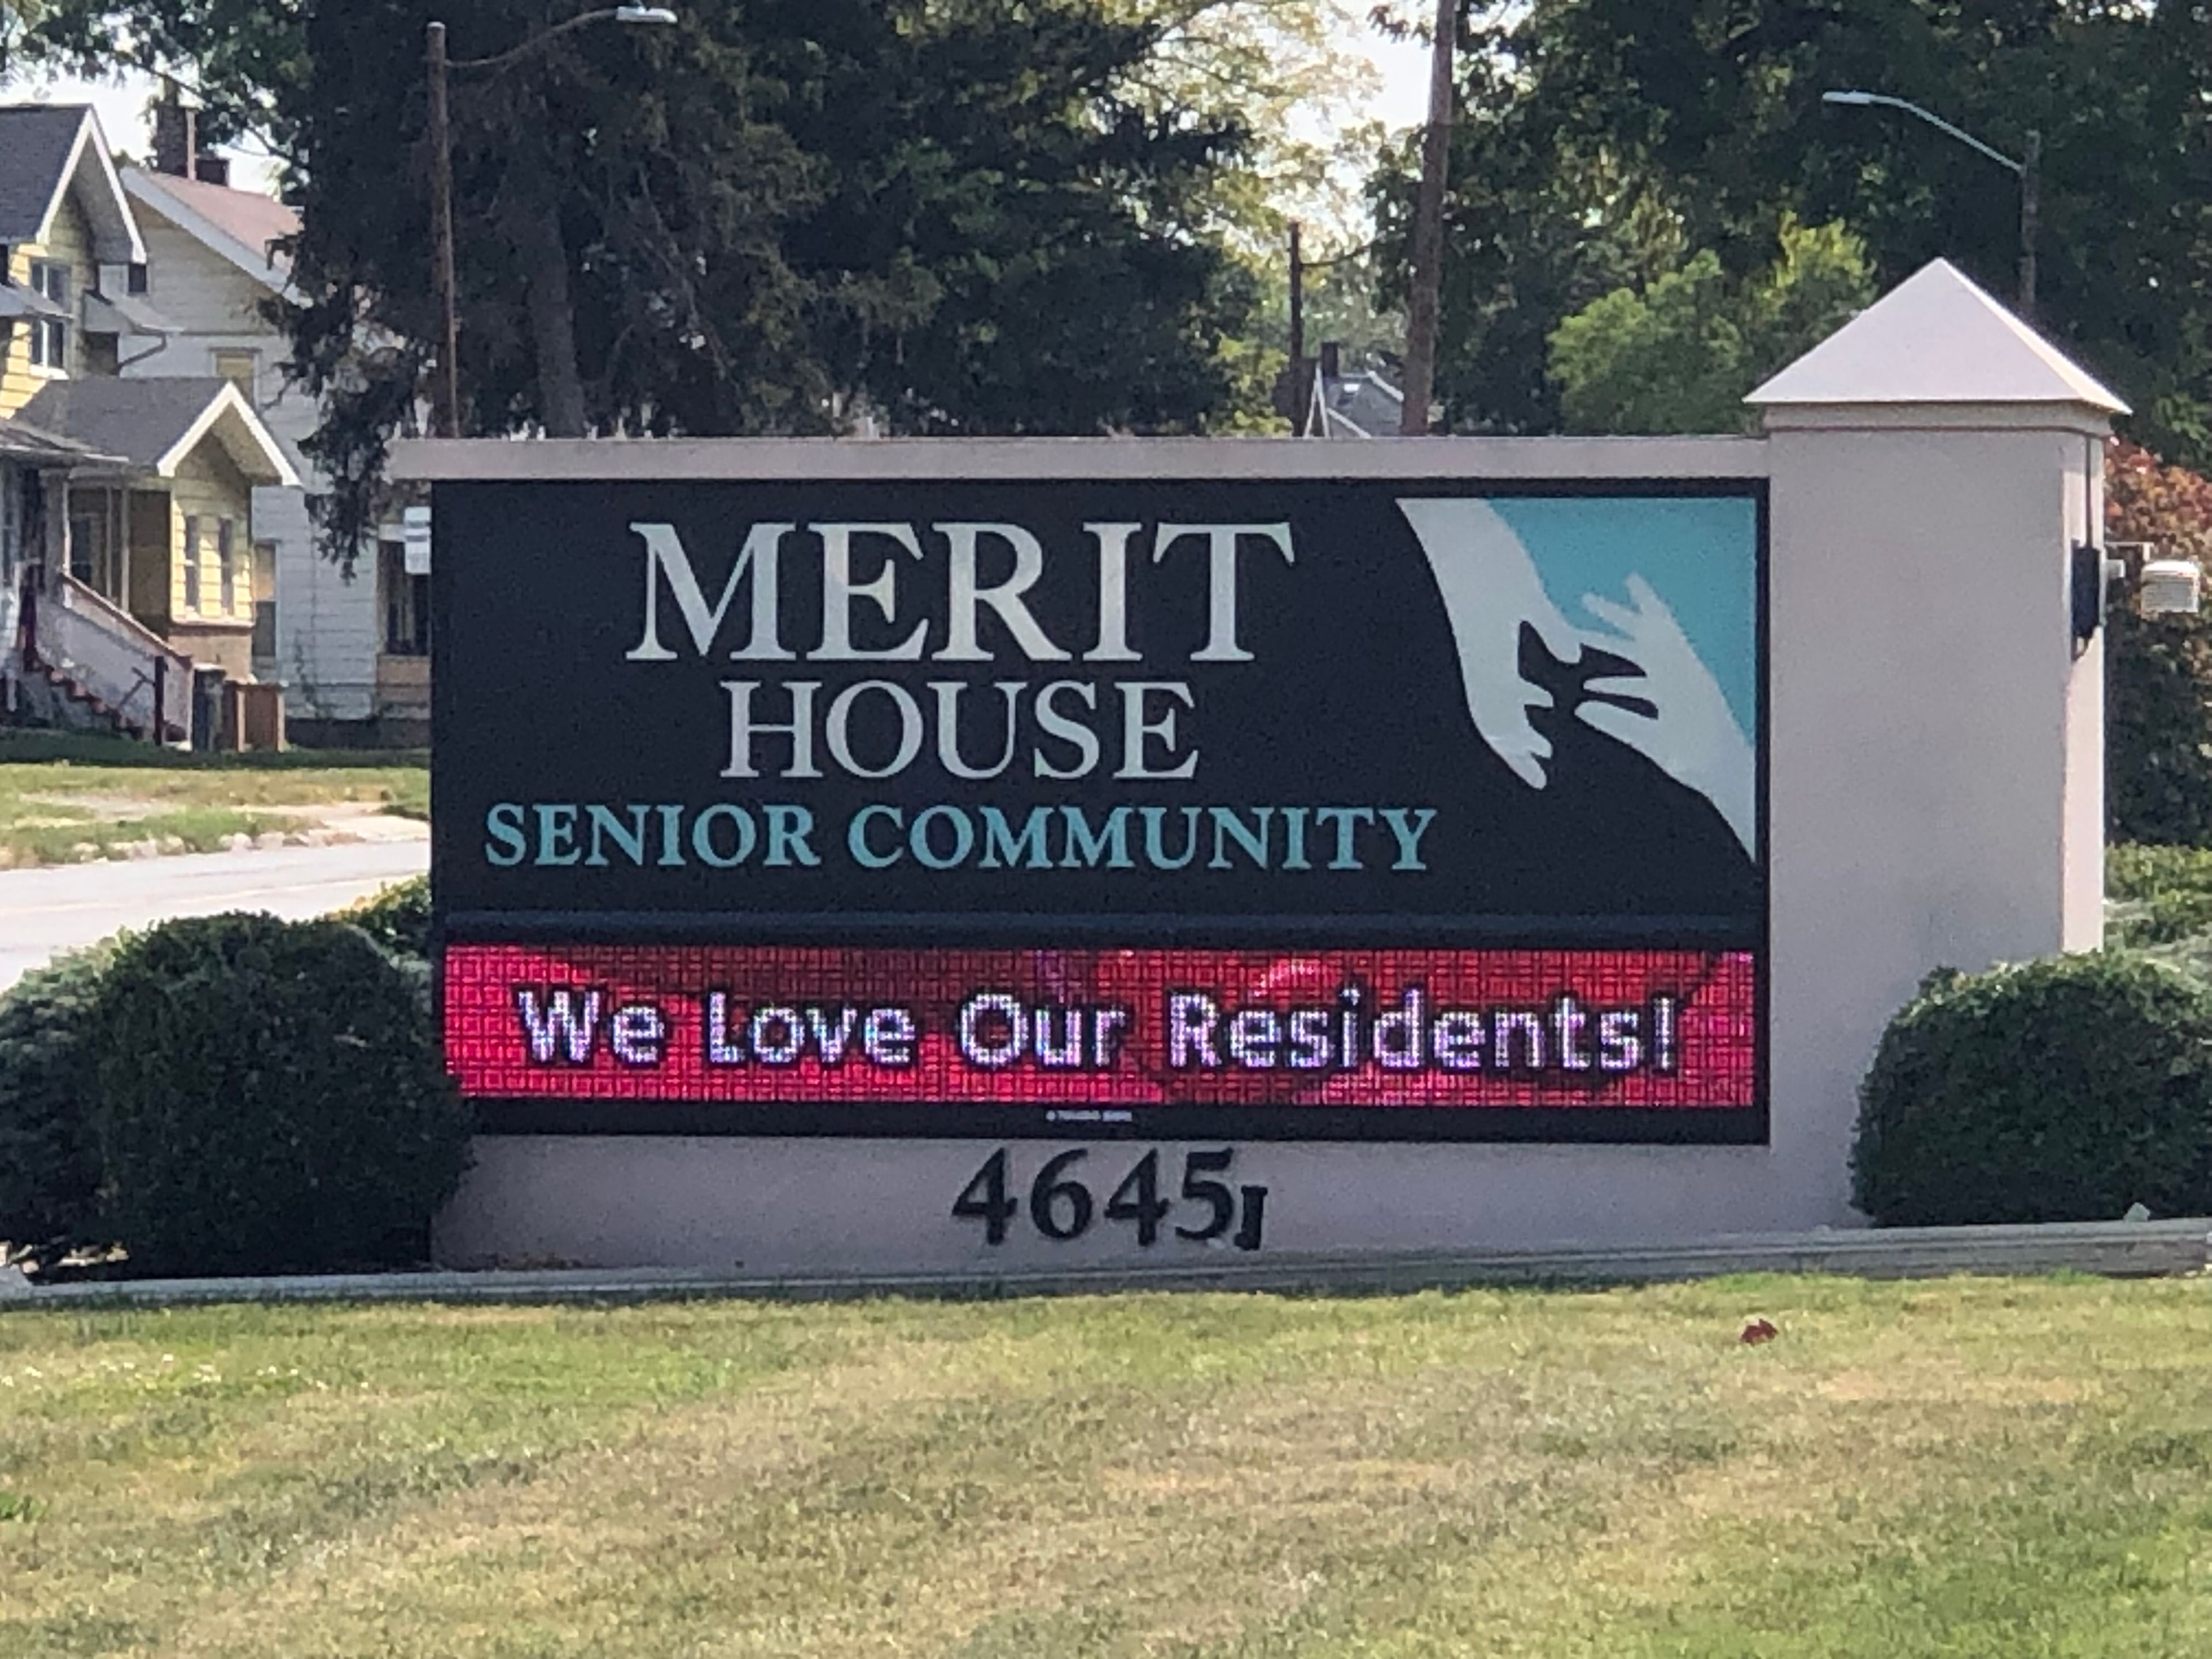 MERIT
HOUSE
SENIOR COMMUNITY
We Love Our Residents!
4645